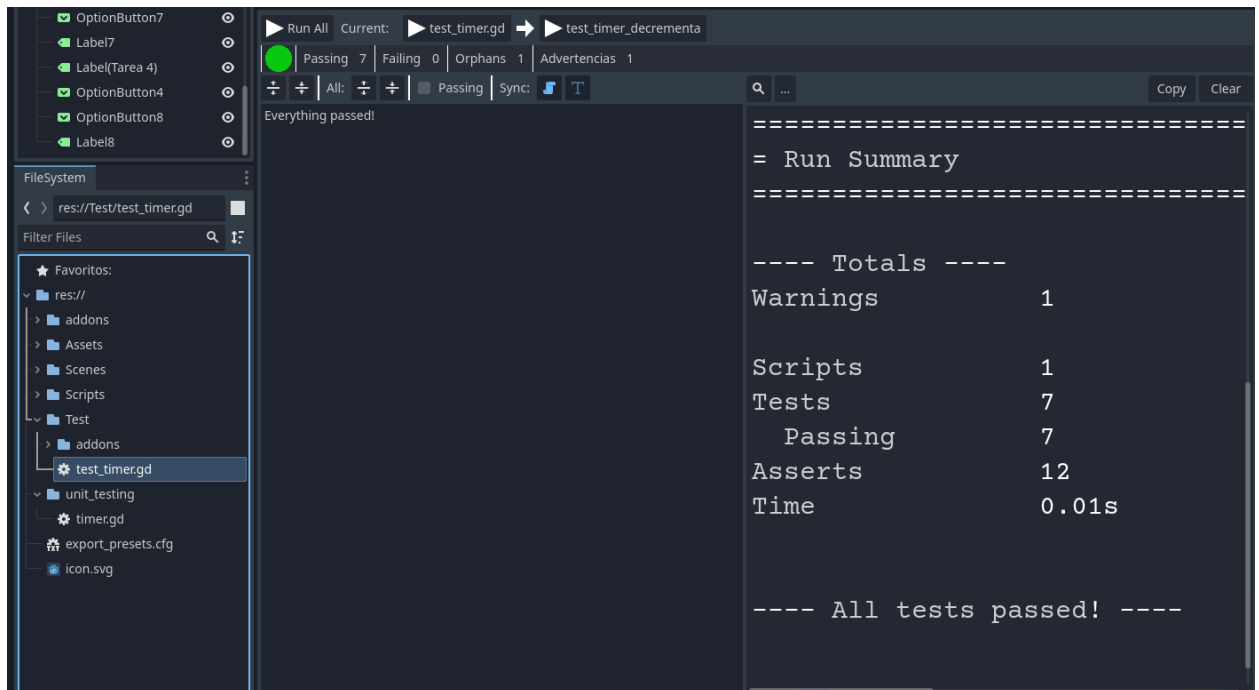 OptionButton7
Label7
Label(Tarea 4)
OptionButton4
OptionButton8
Label8
FileSystem
res://Test/test_timer.gd
Filter Files
Favoritos:
res://
addons
Assets
Scenes
Scripts
Test
addons
test_timer.gd
unit_testing
timer.gd
export_presets.cfg
icon.svg
Run All Current: test_timer.gd test_timer_decrementa
Passing 7 Failing 0 Orphans 1 Advertencias 1
All: Passing Sync: T
Everything passed!
... Copy Clear
===============================
= Run Summary
===============================
---- Totals ----
Warnings 1
Scripts 1
Tests 7
Passing 7
Asserts 12
Time 0.01s
---- All tests passed! ----